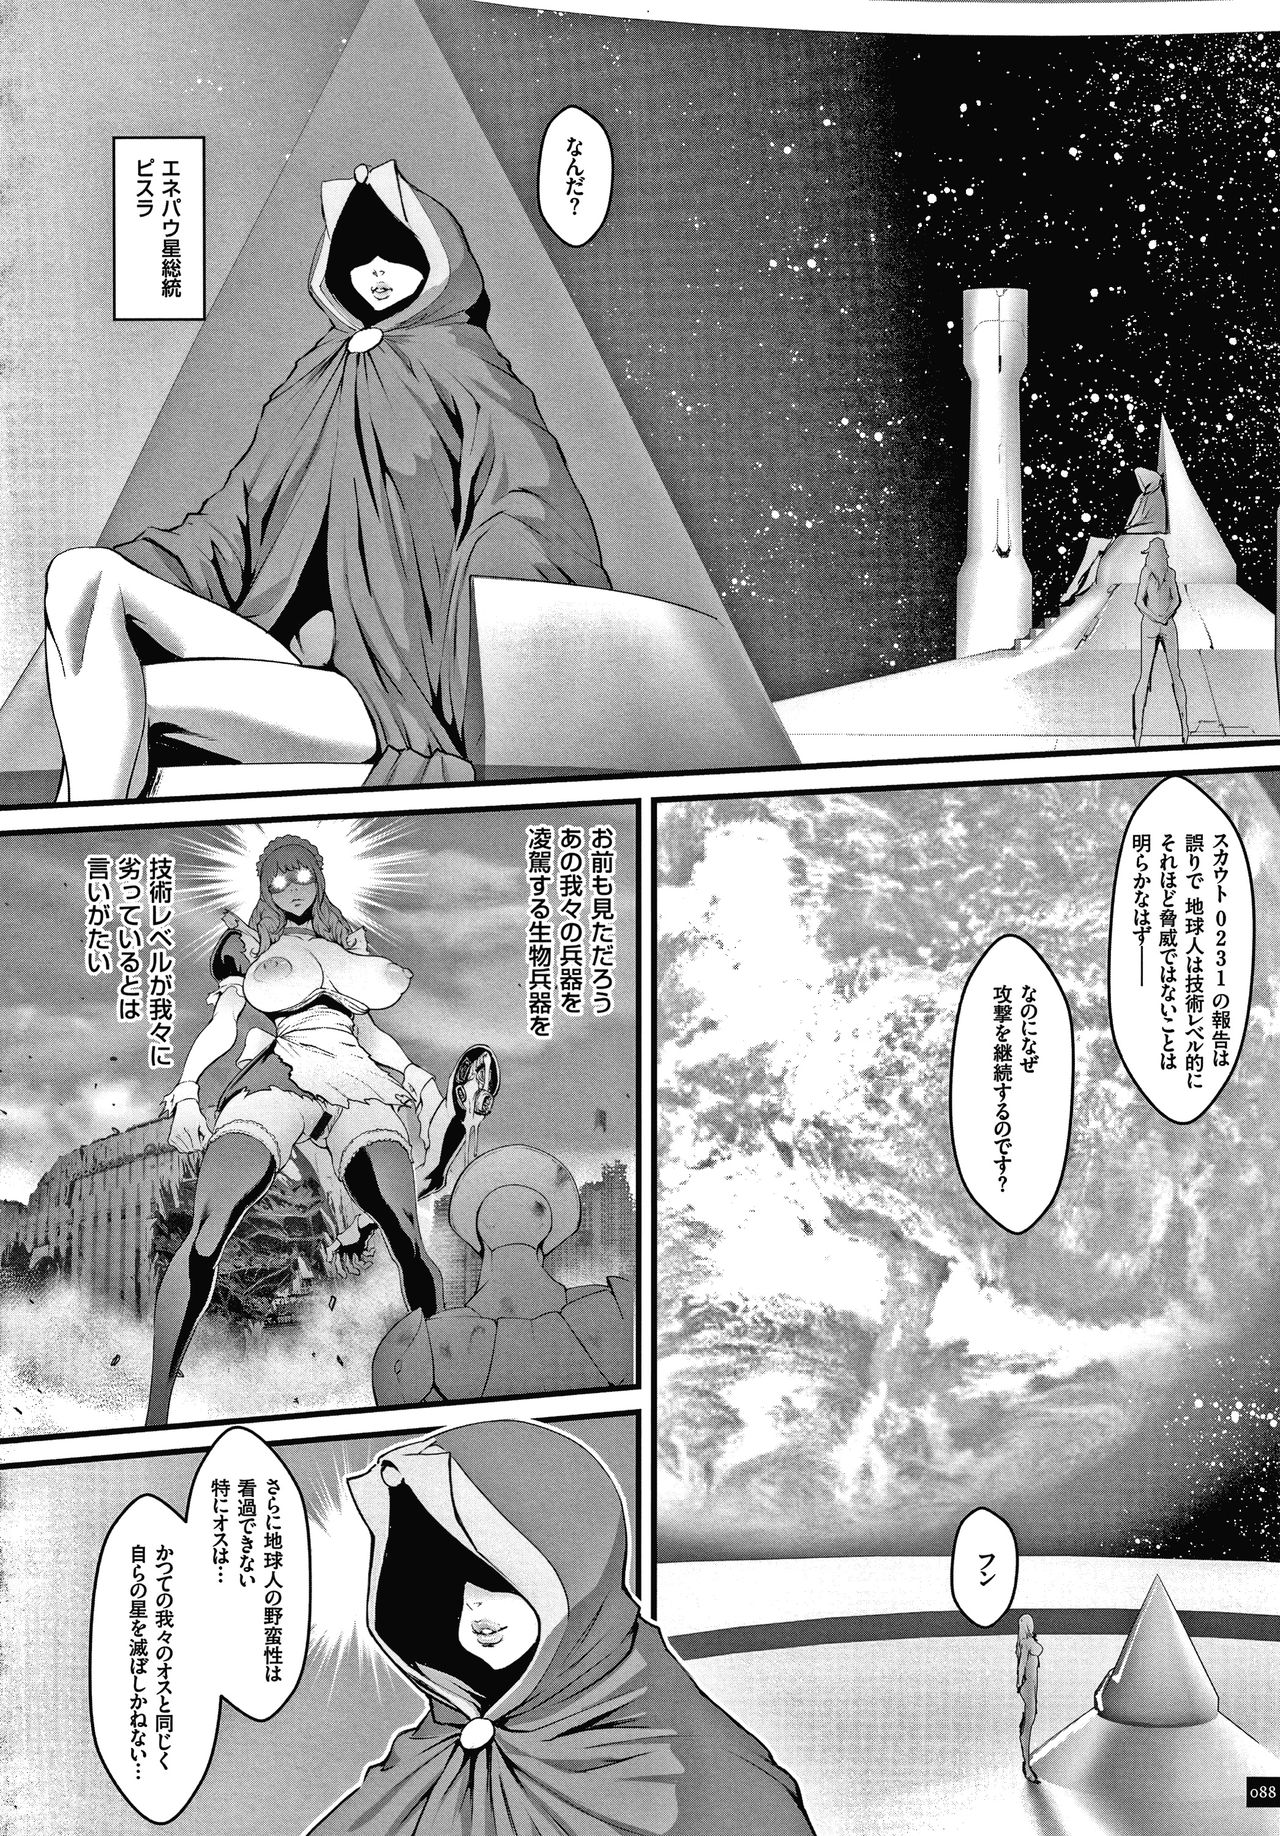 なんだ？
エネパウ星総統
ピスラ
スカウト0231の報告は
誤りで 地球人は技術レベル的に
それほど脅威ではないことは
明らかなはず――
なのになぜ
攻撃を継続するのです？
フン
お前も見ただろう
あの我々の兵器を
凌駕する生物兵器を
技術レベルが我々に
劣っているとは
言いがたい
さらに地球人の野蛮性は
看過できない
特にオスは…
かつての我々のオスと同じく
自らの星を滅ぼしかねない…
088